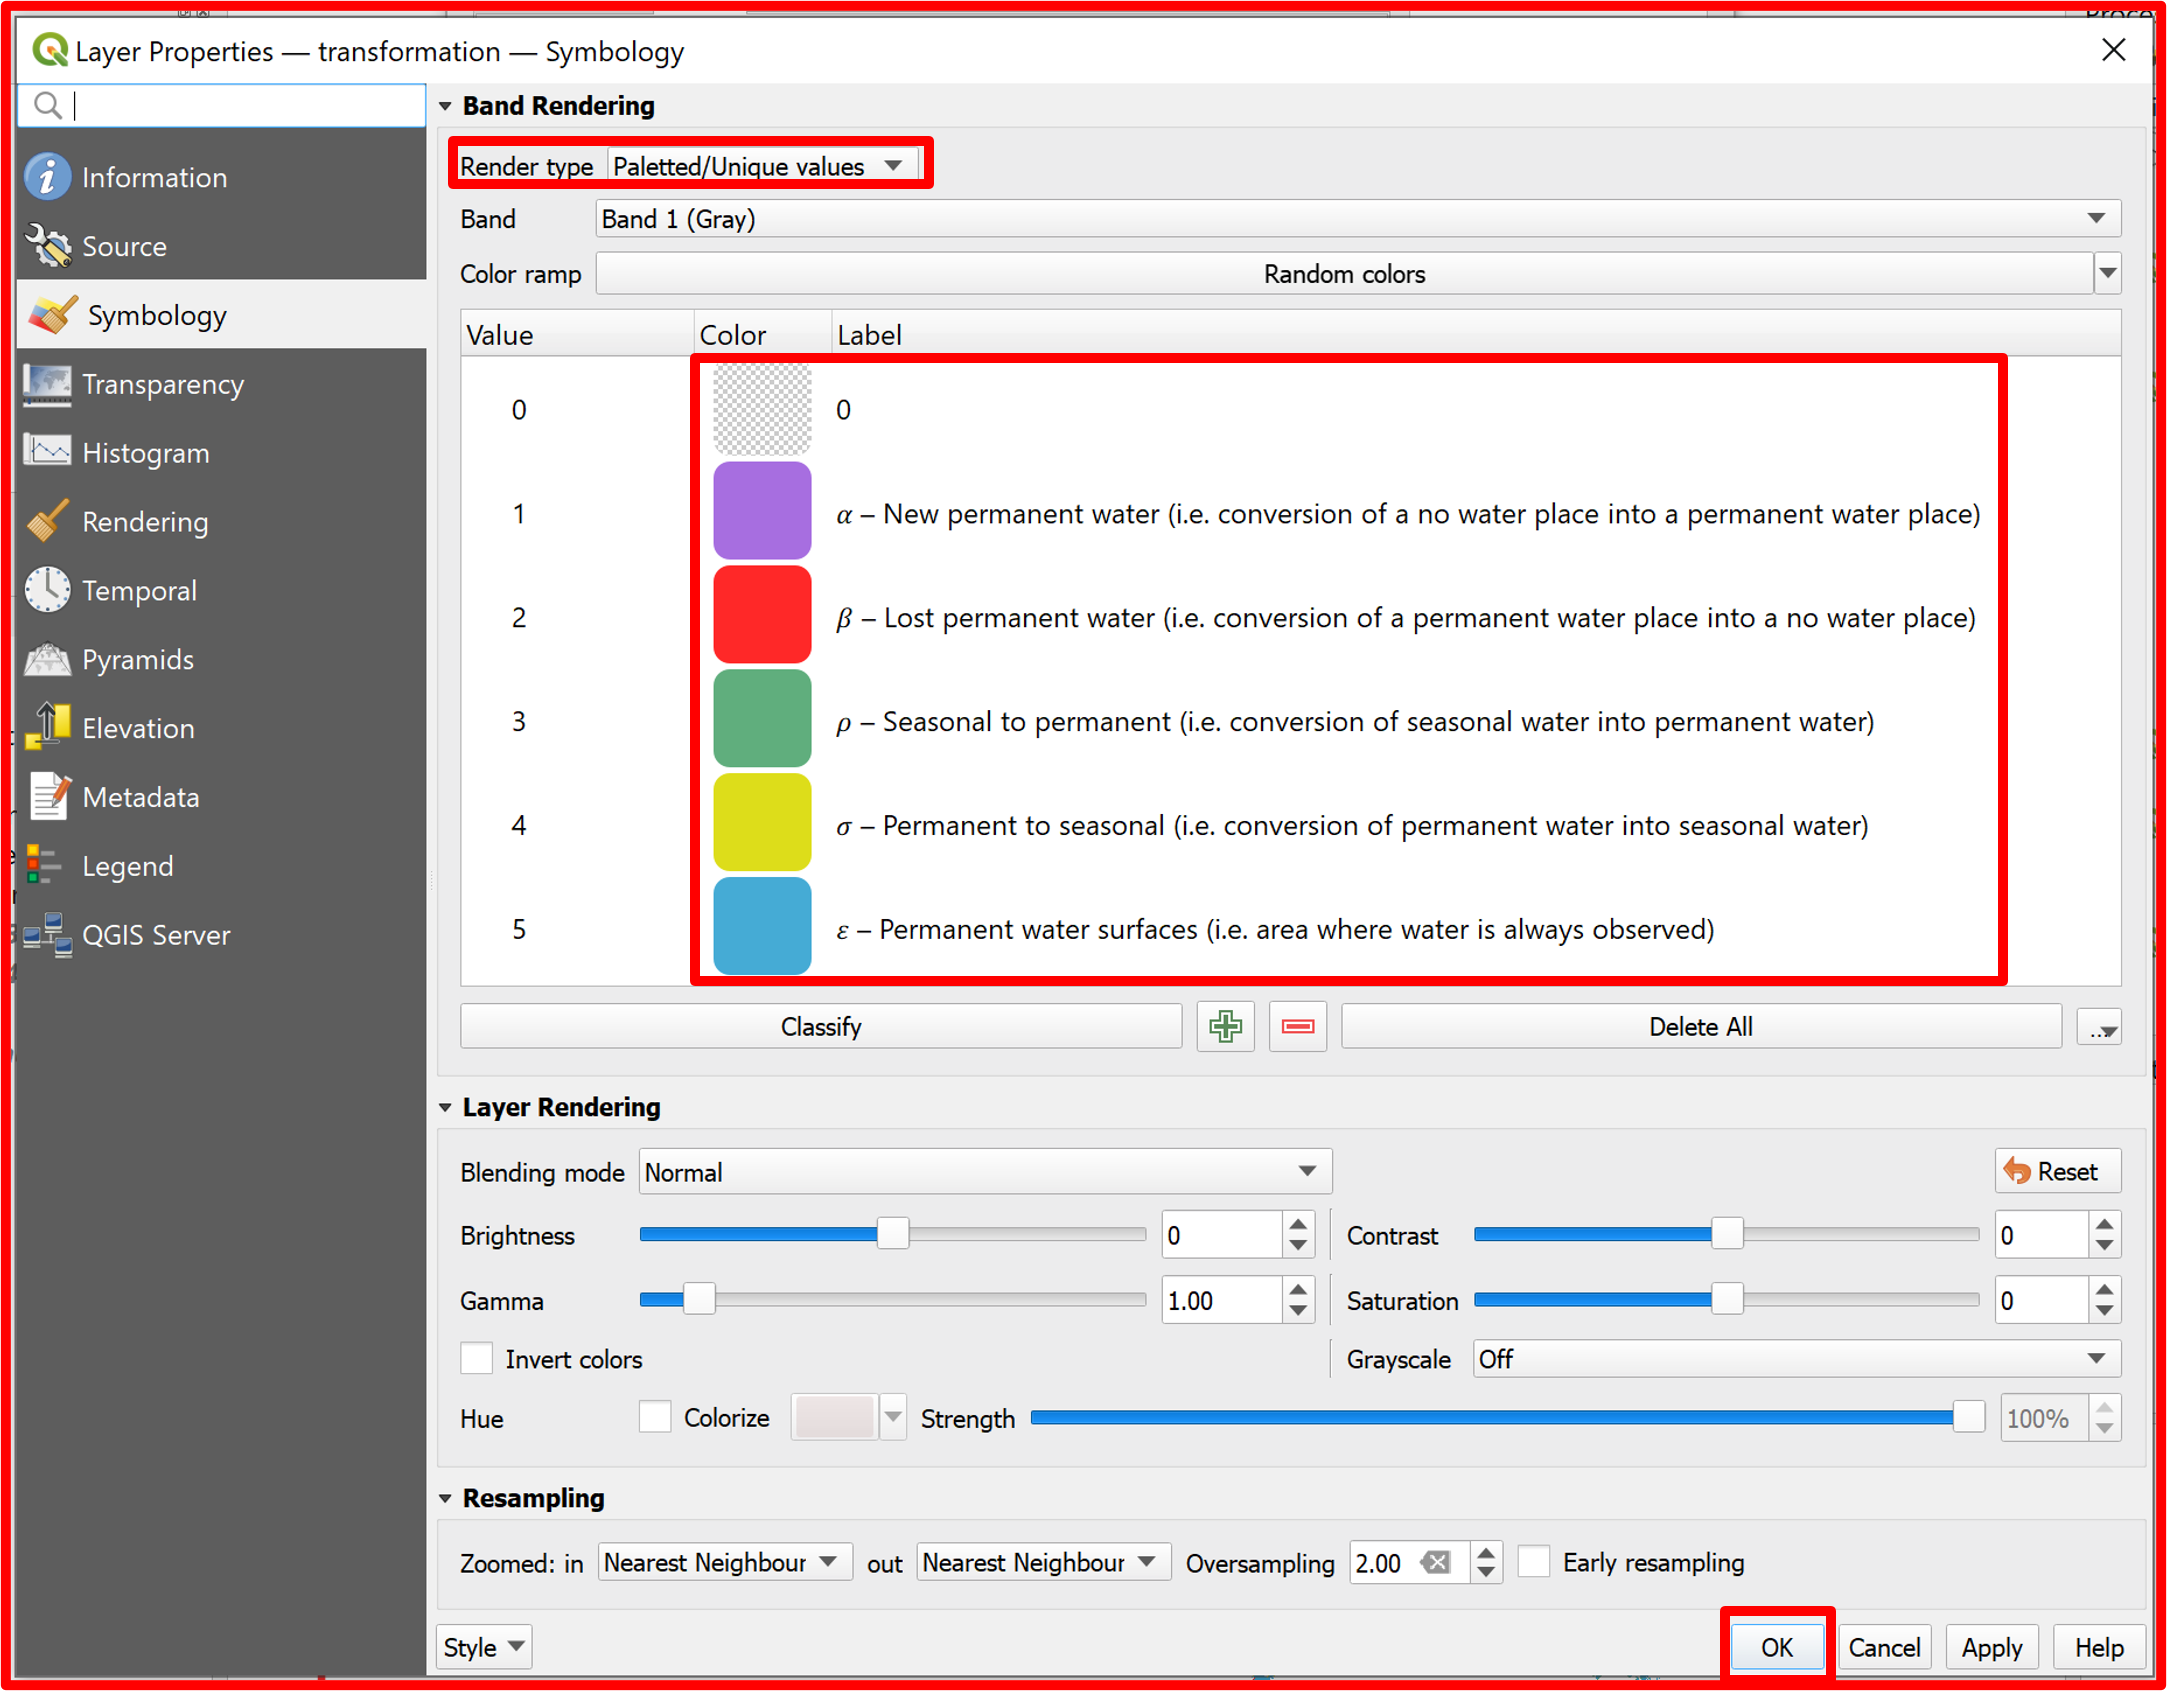 Layer Properties — transformation — Symbology
Information
Source
Symbology
Transparency
Histogram
Rendering
Temporal
Pyramids
Elevation
Metadata
Legend
QGIS Server
Band Rendering
Render type Paletted/Unique values
Band Band 1 (Gray)
Color ramp Random colors
Value Color Label
0 0
1 α – New permanent water (i.e. conversion of a no water place into a permanent water place)
2 β – Lost permanent water (i.e. conversion of a permanent water place into a no water place)
3 ρ – Seasonal to permanent (i.e. conversion of seasonal water into permanent water)
4 σ – Permanent to seasonal (i.e. conversion of permanent water into seasonal water)
5 ε – Permanent water surfaces (i.e. area where water is always observed)
Classify Delete All ...
Layer Rendering
Blending mode Normal Reset
Brightness 0 Contrast 0
Gamma 1.00 Saturation 0
Invert colors Grayscale Off
Hue Colorize Strength 100%
Resampling
Zoomed: in Nearest Neighbour out Nearest Neighbour Oversampling 2.00 Early resampling
Style OK Cancel Apply Help